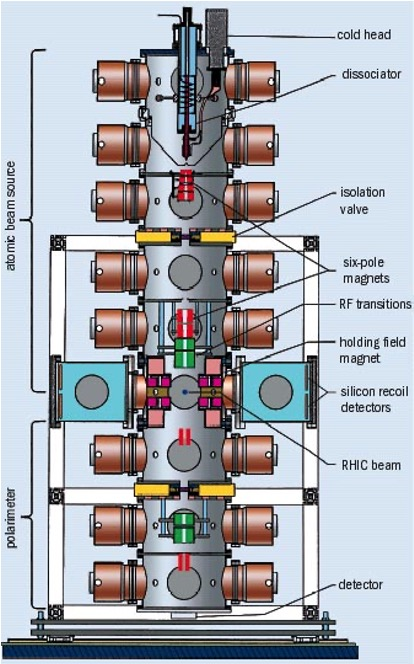 cold head
dissociator
atomic beam source
isolation
valve
six-pole
magnets
RF transitions
holding field
magnet
silicon recoil
detectors
RHIC beam
polarimeter
detector